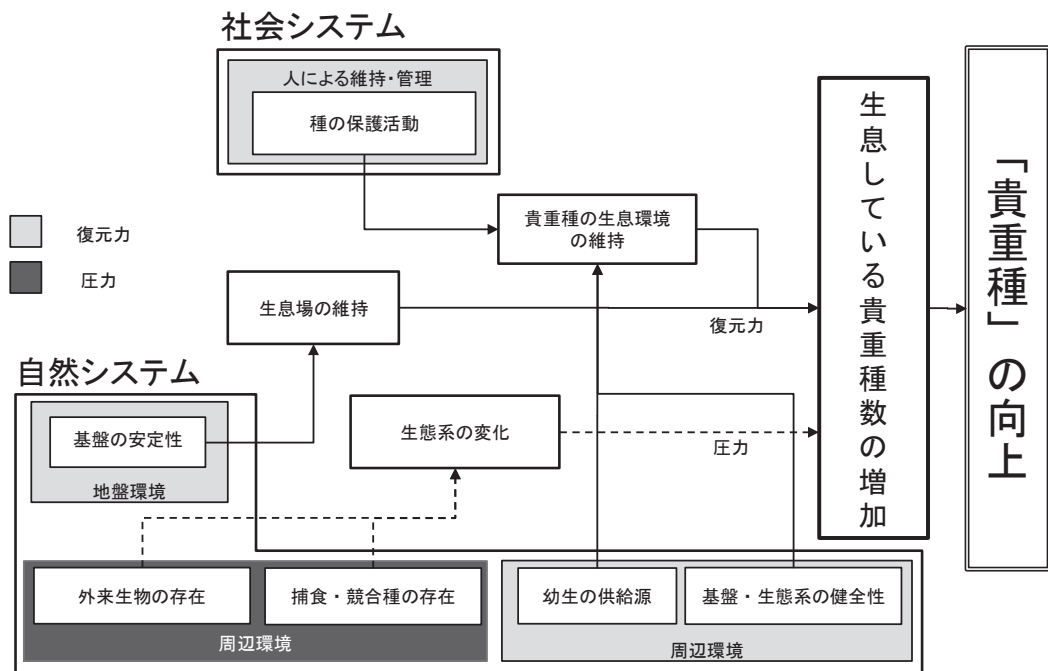 社会システム
人による維持・管理
種の保護活動
貴重種の生息環境
の維持
復元力
圧力
生息場の維持
復元力
自然システム
基盤の安定性
地盤環境
生態系の変化
圧力
外来生物の存在
捕食・競合種の存在
周辺環境
幼生の供給源
基盤・生態系の健全性
周辺環境
生息している貴重種数の増加
「貴重種」の向上